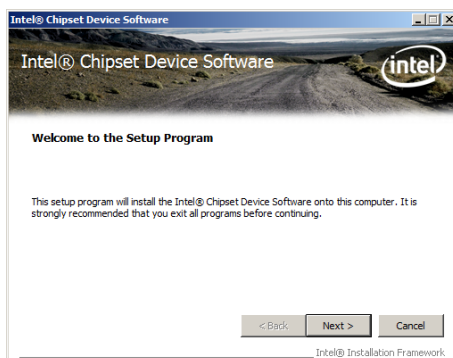 Intel® Chipset Device Software
Intel® Chipset Device Software
intel
Welcome to the Setup Program
This setup program will install the Intel® Chipset Device Software onto this computer. It is
strongly recommended that you exit all programs before continuing.
< Back Next > Cancel
Intel® Installation Framework